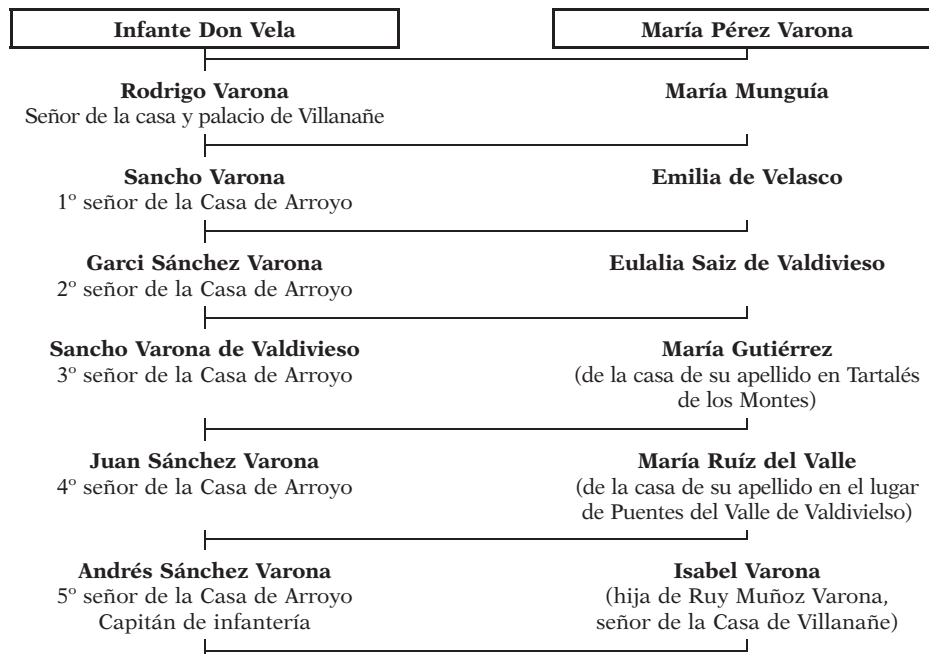 Infante Don Vela
María Pérez Varona
Rodrigo Varona
Señor de la casa y palacio de Villanañe
María Munguía
Sancho Varona
1º señor de la Casa de Arroyo
Emilia de Velasco
Garci Sánchez Varona
2º señor de la Casa de Arroyo
Eulalia Saiz de Valdivieso
Sancho Varona de Valdivieso
3º señor de la Casa de Arroyo
María Gutiérrez
(de la casa de su apellido en Tartalés
de los Montes)
Juan Sánchez Varona
4º señor de la Casa de Arroyo
María Ruíz del Valle
(de la casa de su apellido en el lugar
de Puentes del Valle de Valdivielso)
Andrés Sánchez Varona
5º señor de la Casa de Arroyo
Capitán de infantería
Isabel Varona
(hija de Ruy Muñoz Varona,
señor de la Casa de Villanañe)